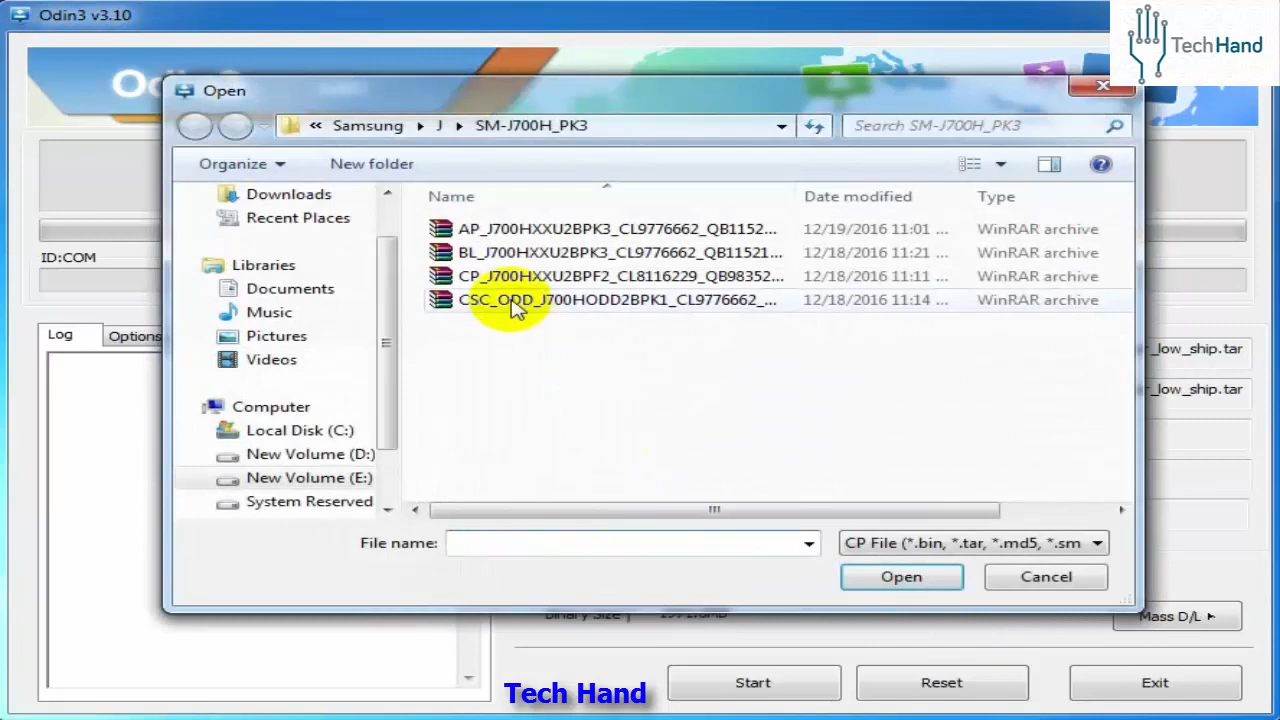 Odin3 v3.10
TechHand
Open
« Samsung ▸ J ▸ SM-J700H_PK3
Search SM-J700H_PK3
Organize
New folder
Name
Date modified
Type
Downloads
Recent Places
Libraries
Documents
Music
Pictures
Videos
Computer
Local Disk (C:)
New Volume (D:)
New Volume (E:)
System Reserved
AP_J700HXXU2BPK3_CL9776662_QB1152... 12/19/2016 11:01 ... WinRAR archive
BL_J700HXXU2BPK3_CL9776662_QB11521... 12/18/2016 11:21 ... WinRAR archive
CP_J700HXXU2BPF2_CL8116229_QB98352... 12/18/2016 11:11 ... WinRAR archive
CSC_ODD_J700HODD2BPK1_CL9776662_... 12/18/2016 11:14 ... WinRAR archive
File name:
CP File (*.bin, *.tar, *.md5, *.sm
Open
Cancel
ID:COM
Log
Options
_low_ship.tar
r_low_ship.tar
Binary Size
Mass D/L
Tech Hand
Start
Reset
Exit